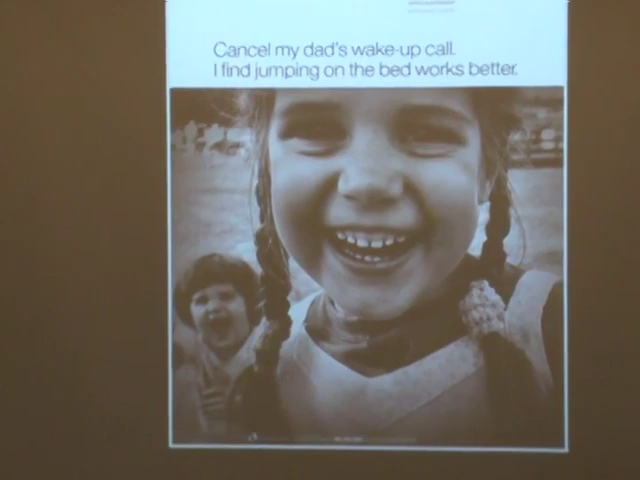 Cancel my dad's wake-up call.
I find jumping on the bed works better.